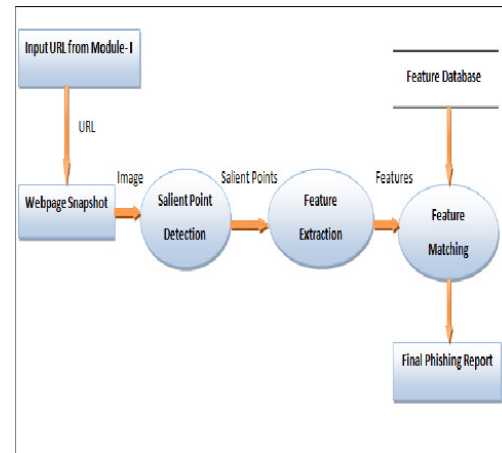 Input URL from Module- I
Feature Database
URL
Image
Salient Points
Features
Webpage Snapshot
Salient Point
Detection
Feature
Extraction
Feature
Matching
Final Phishing Report